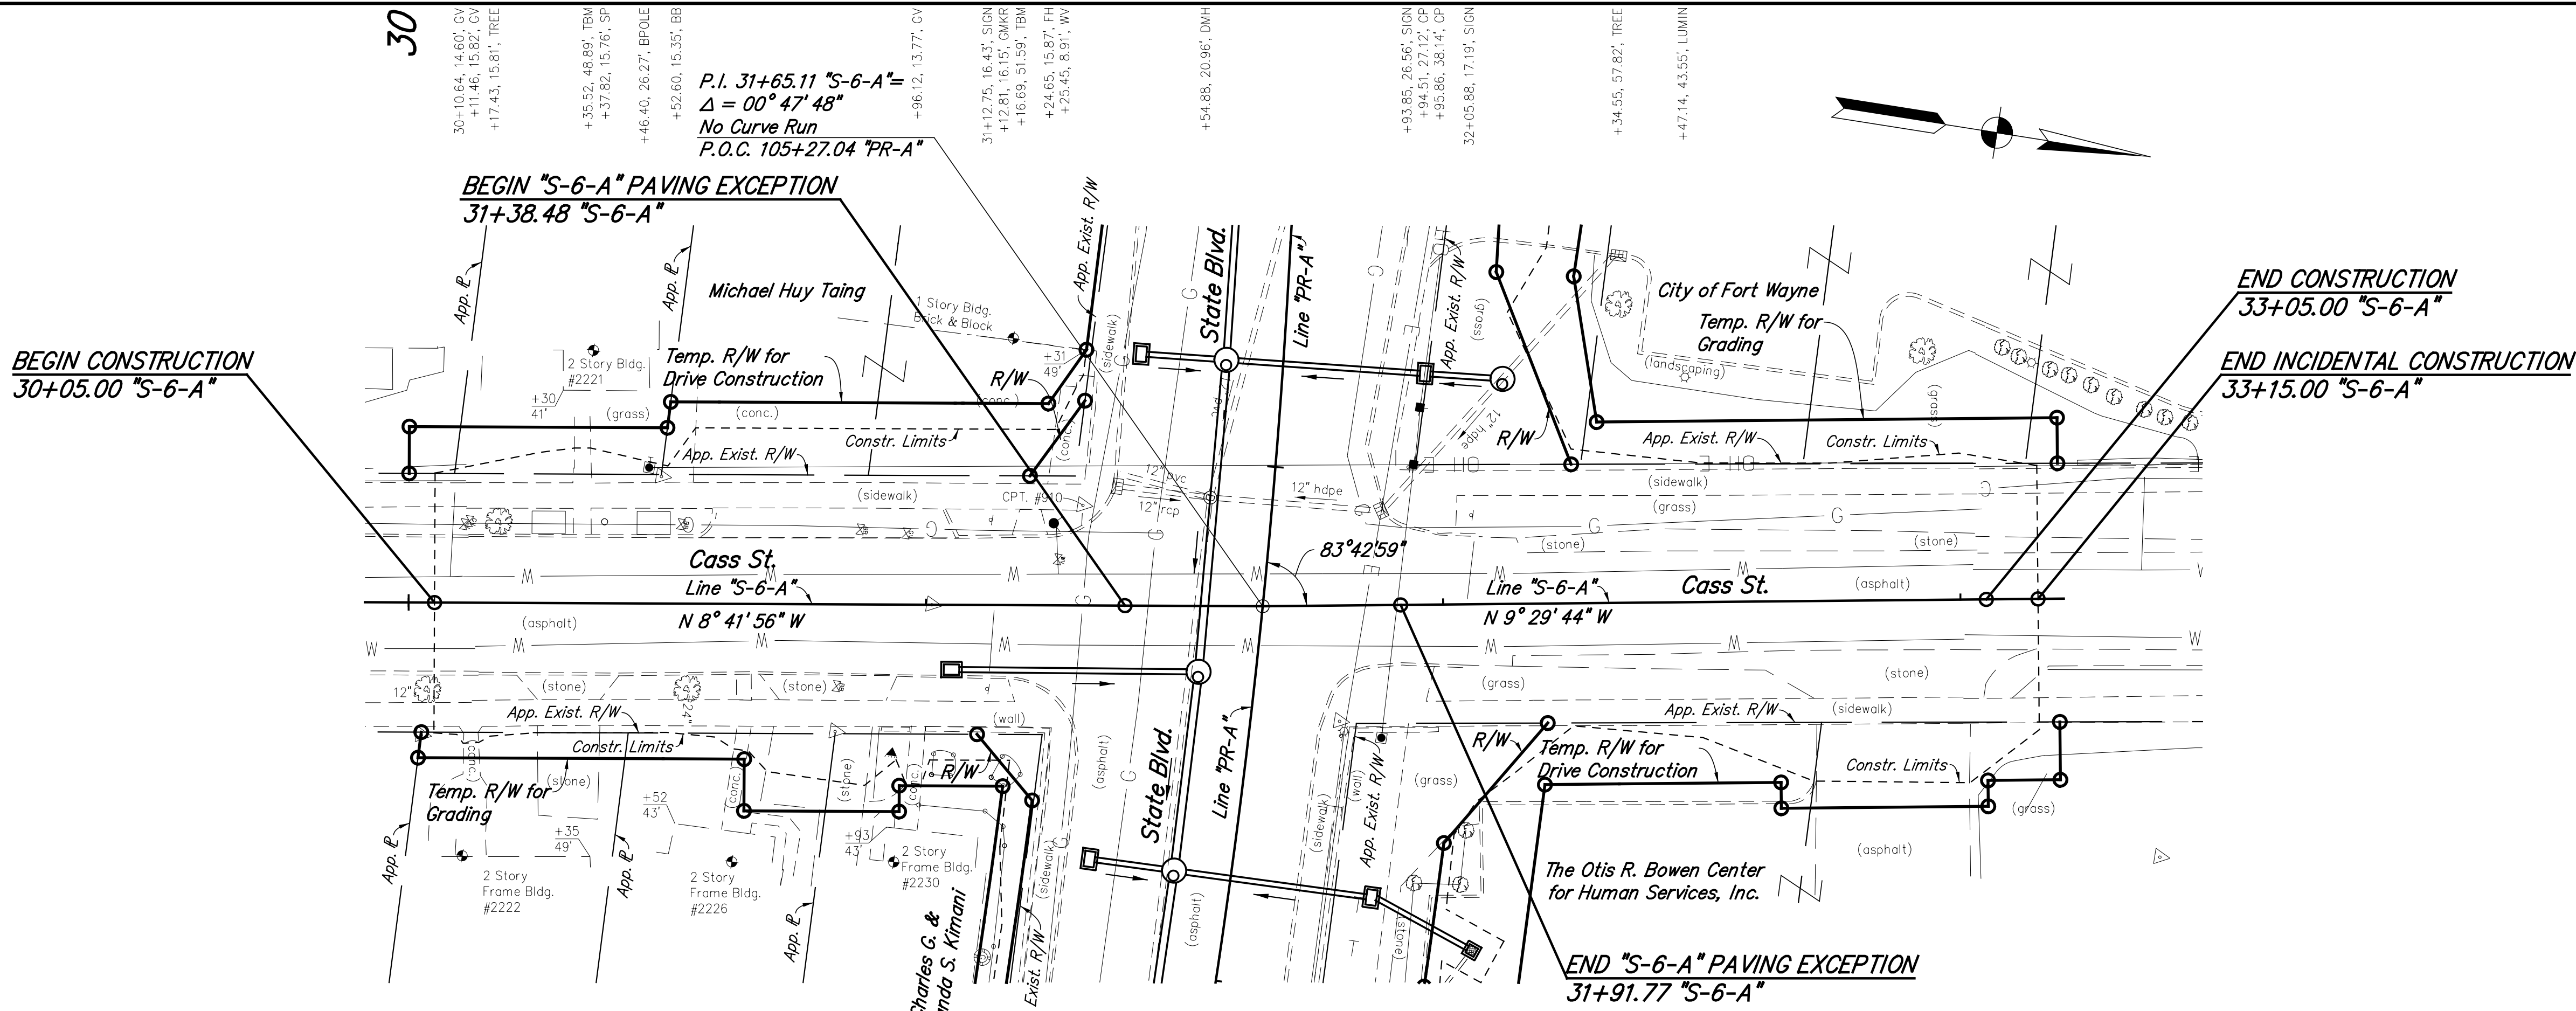 30
30+10.64, 14.60', GV
+11.46, 15.82', GV
+17.43, 15.81', TREE
+35.52, 48.89', TBM
+37.82, 15.76', SP
+46.40, 26.27', BPOLE
+52.60, 15.35', BB
+96.12, 13.77', GV
31+12.75, 16.43', SIGN
+12.81, 16.15', GMKR
+16.69, 51.59', TBM
+24.65, 15.87', FH
+25.45, 8.91', WV
+54.88, 20.96', DMH
+93.85, 26.56', SIGN
+94.51, 27.12', CP
+95.86, 38.14', CP
32+05.88, 17.19', SIGN
+34.55, 57.82', TREE
+47.14, 43.55', LUMIN
P.I. 31+65.11 "S-6-A"=
Δ = 00° 47' 48"
No Curve Run
P.O.C. 105+27.04 "PR-A"
BEGIN "S-6-A" PAVING EXCEPTION
31+38.48 "S-6-A"
BEGIN CONSTRUCTION
30+05.00 "S-6-A"
END CONSTRUCTION
33+05.00 "S-6-A"
END INCIDENTAL CONSTRUCTION
33+15.00 "S-6-A"
App. ⅊
App. ⅊
Michael Huy Taing
1 Story Bldg.
Brick & Block
App. Exist. R/W
(sidewalk)
G
State Blvd.
Line "PR-A"
G
App. Exist. R/W
(grass)
City of Fort Wayne
Temp. R/W for
Grading
(landscaping)
(grass)
2 Story Bldg.
#2221
Temp. R/W for
Drive Construction
R/W
+31
49'
+30
41'
(grass)
(conc.)
(conc.)
(conc.)
Constr. Limits
App. Exist. R/W
pvc
12" hdpe
R/W
App. Exist. R/W
Constr. Limits
(sidewalk)
CPT. #910
12" pvc
12" rcp
12" hdpe
(sidewalk)
(grass)
G
G
G
G
(stone)
(stone)
Cass St.
W
W
W
W
W
Line "S-6-A"
N 8° 41' 56" W
(asphalt)
83°42'59"
Line "S-6-A"
Cass St.
N 9° 29' 44" W
(asphalt)
W
W
W
W
W
W
W
W
12"
(stone)
24"
(stone)
(grass)
(stone)
App. Exist. R/W
Constr. Limits
(wall)
(sidewalk)
App. Exist. R/W
(conc.)
(stone)
(conc.)
(stone)
(conc.)
R/W
Temp. R/W for
Grading
+52
43'
+35
49'
+93
43'
(asphalt)
G
State Blvd.
Line "PR-A"
(sidewalk)
(wall)
App. Exist. R/W
(grass)
R/W
Temp. R/W for
Drive Construction
Constr. Limits
(grass)
(asphalt)
App. ⅊
App. ⅊
App. ⅊
2 Story
Frame Bldg.
#2222
2 Story
Frame Bldg.
#2226
2 Story
Frame Bldg.
#2230
Charles G. &
nda S. Kimani
Exist. R/W
(sidewalk)
G
(asphalt)
(stone)
The Otis R. Bowen Center
for Human Services, Inc.
END "S-6-A" PAVING EXCEPTION
31+91.77 "S-6-A"